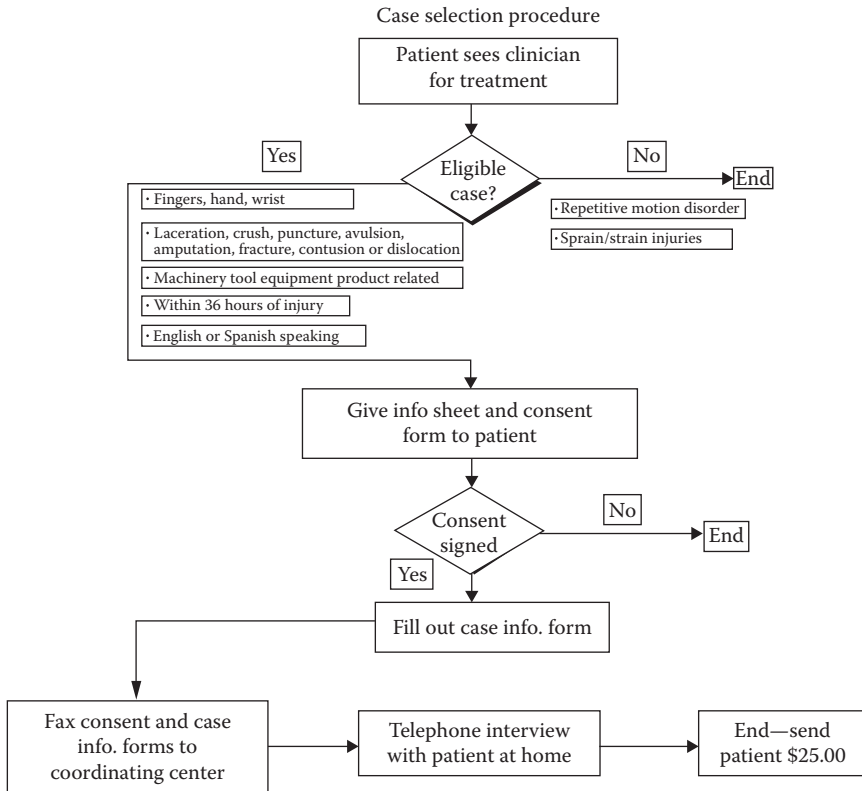 Case selection procedure
Patient sees clinician
for treatment
Yes
Eligible
case?
No
End
· Fingers, hand, wrist
· Laceration, crush, puncture, avulsion,
amputation, fracture, contusion or dislocation
· Machinery tool equipment product related
· Within 36 hours of injury
· English or Spanish speaking
· Repetitive motion disorder
· Sprain/strain injuries
Give info sheet and consent
form to patient
Consent
signed
No
End
Yes
Fill out case info. form
Fax consent and case
info. forms to
coordinating center
Telephone interview
with patient at home
End—send
patient $25.00